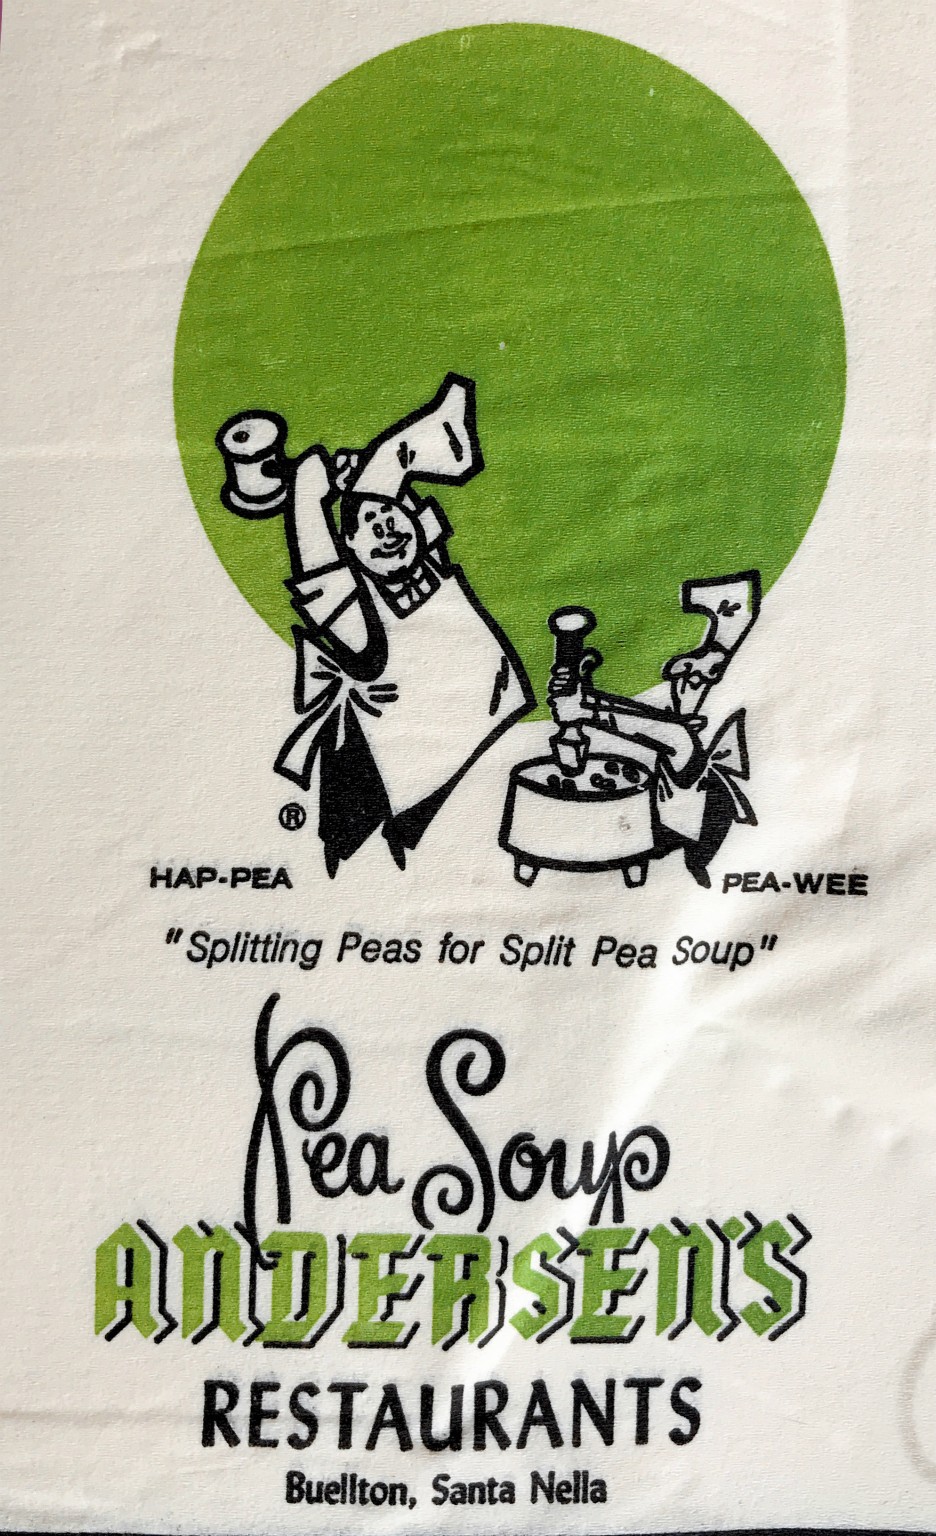 ®
HAP-PEA
PEA-WEE
"Splitting Peas for Split Pea Soup"
Pea Soup
ANDERSEN'S
RESTAURANTS
Buellton, Santa Nella